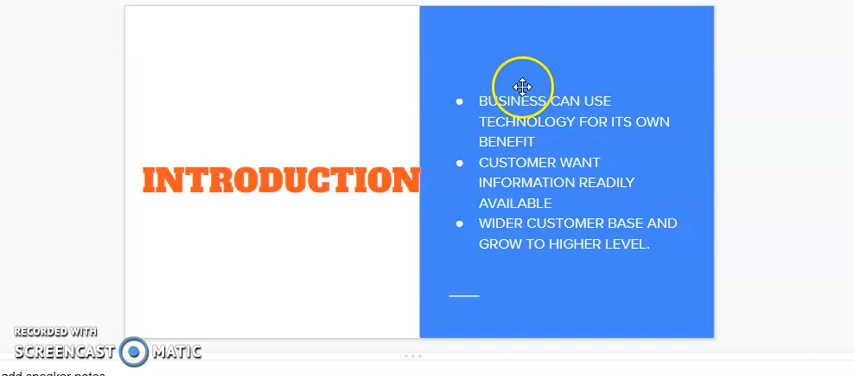 INTRODUCTION
BUSINESS CAN USE
TECHNOLOGY FOR ITS OWN
BENEFIT
CUSTOMER WANT
INFORMATION READILY
AVAILABLE
WIDER CUSTOMER BASE AND
GROW TO HIGHER LEVEL.
RECORDED WITH
SCREENCAST MATIC
add speaker notes